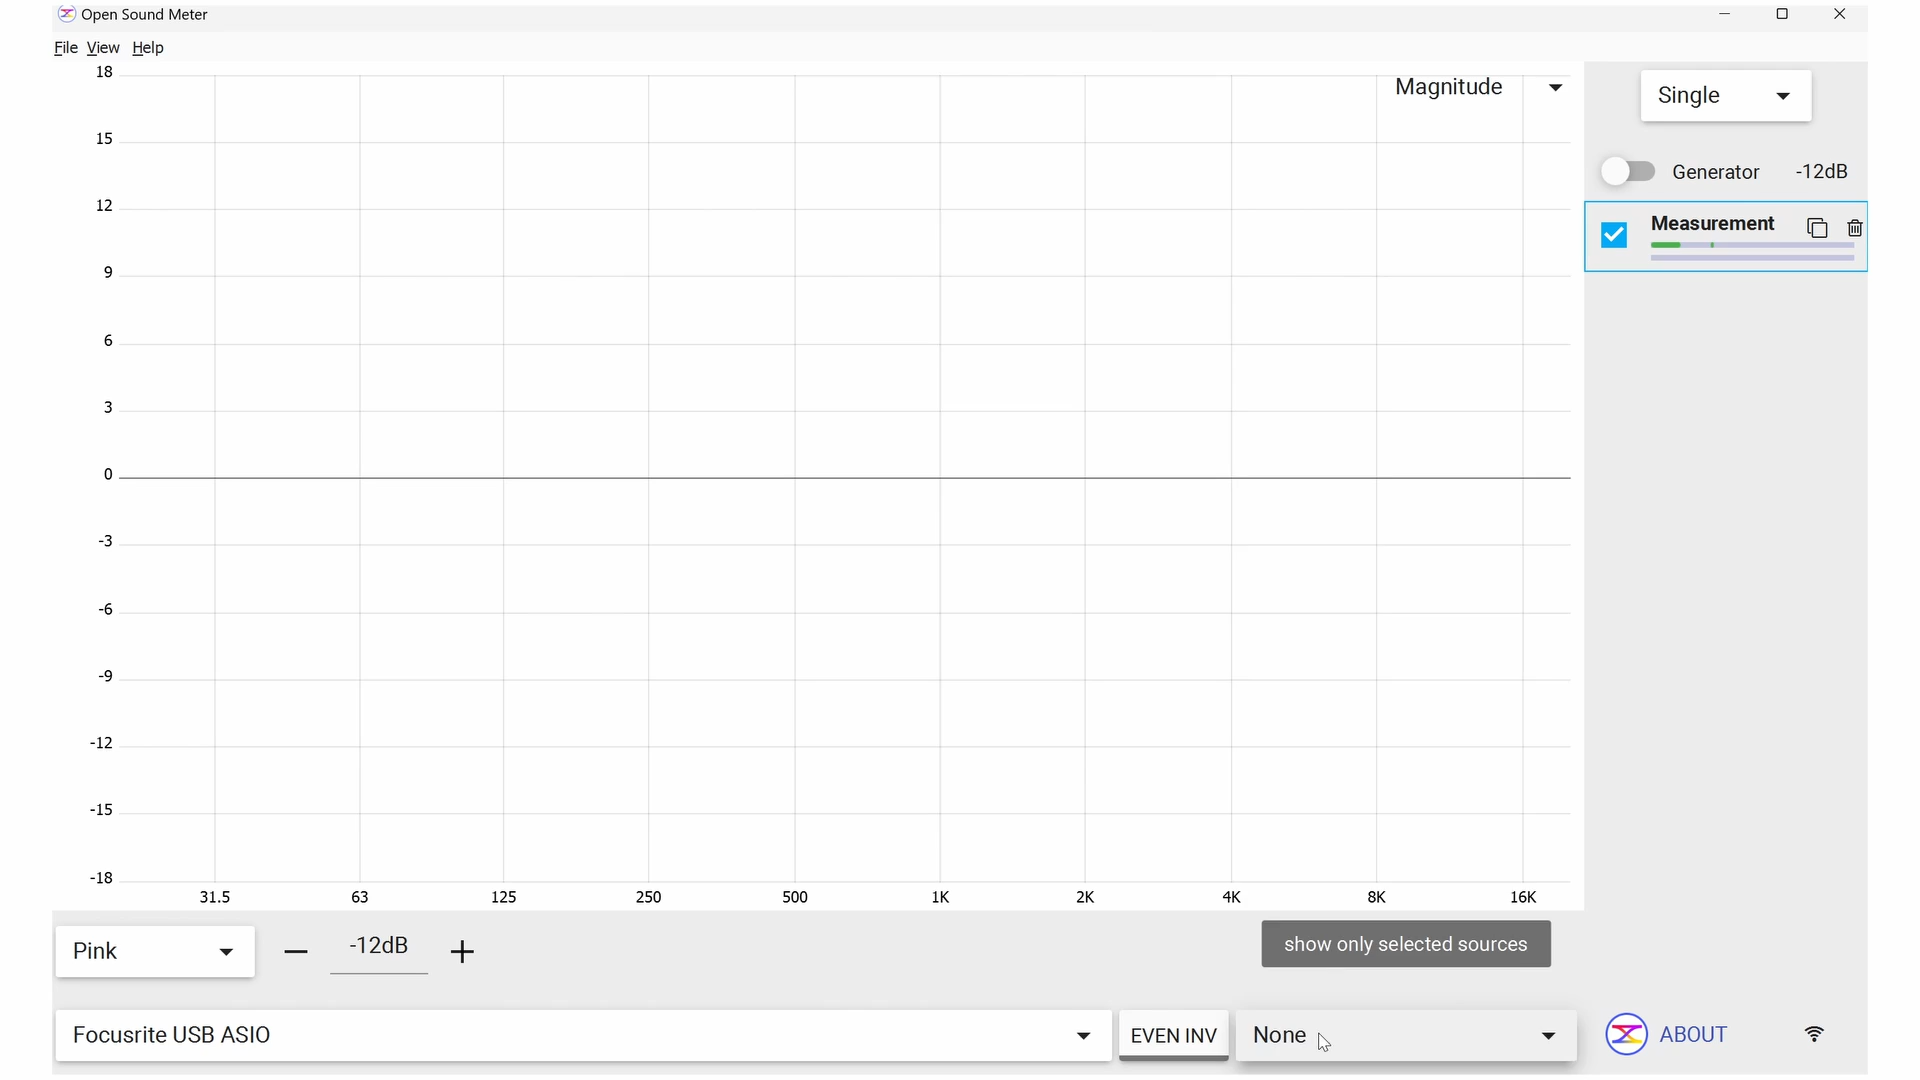 Open Sound Meter
File View Help
Magnitude
Single
Generator -12dB
Measurement
18
15
12
9
6
3
0
-3
-6
-9
-12
-15
-18
31.5 63 125 250 500 1K 2K 4K 8K 16K
Pink
-12dB
show only selected sources
Focusrite USB ASIO
EVEN INV
None
ABOUT